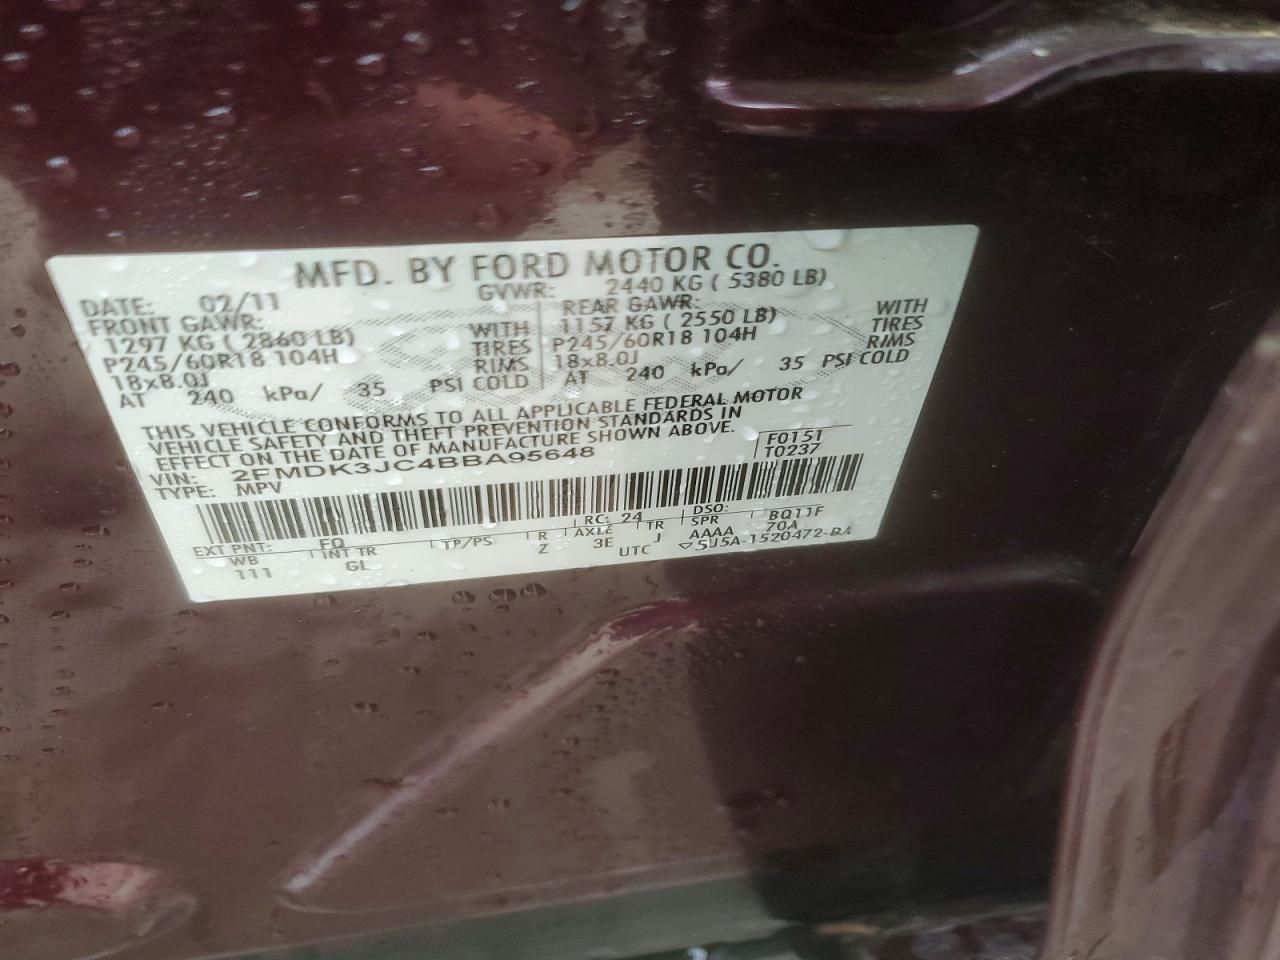 MFD. BY FORD MOTOR CO.
DATE: 02/11 GVWR: 2440 KG ( 5380 LB)
FRONT GAWR: REAR GAWR:
1297 KG ( 2860 LB) WITH 1157 KG ( 2550 LB) WITH
P245/60R18 104H TIRES P245/60R18 104H TIRES
18x8.0J RIMS 18x8.0J RIMS
AT 240 kPa/ 35 PSI COLD AT 240 kPa/ 35 PSI COLD
THIS VEHICLE CONFORMS TO ALL APPLICABLE FEDERAL MOTOR
VEHICLE SAFETY AND THEFT PREVENTION STANDARDS IN
EFFECT ON THE DATE OF MANUFACTURE SHOWN ABOVE.
VIN: 2FMDK3JC4BBA95648 F0151
TYPE: MPV T0237
EXT PNT: FQ RC: 24 DSO: BQ11F
WB INT TR TP/PS R AXLE TR SPR 70A
111 GL Z 3E J AAAA
UTC ▽5U5A-1520472-BA